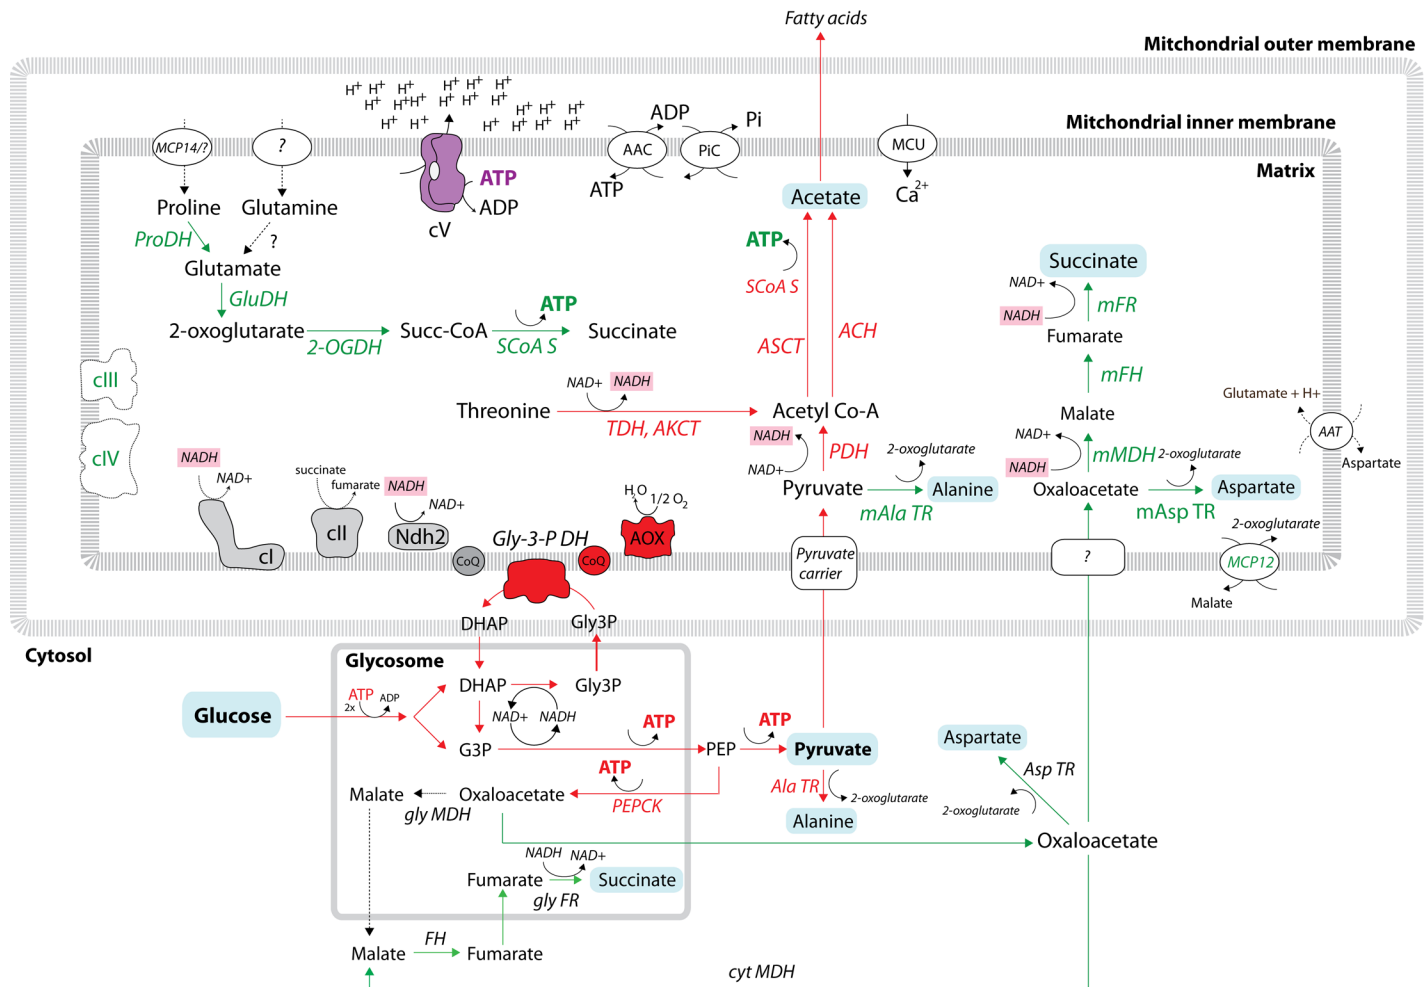 Fatty acids
Mitchondrial outer membrane
H+ H+ H+ H+ H+ H+
H+ H+H+ H+ H+ H+
H+ H+ H+
H+ H+ H+ H+ H+ H+
ADP
Pi
Mitchondrial inner membrane
MCP14/?
?
AAC
PiC
MCU
Matrix
ATP
ATP
Ca2+
Acetate
Proline
Glutamine
ADP
cV
ProDH
?
ATP
Glutamate
Succinate
SCoA S
NAD+
mFR
NADH
GluDH
ATP
2-oxoglutarate
Succ-CoA
Succinate
ACH
Fumarate
2-OGDH
SCoA S
ASCT
mFH
cIII
NAD+
NADH
Threonine
Acetyl Co-A
Malate
Glutamate + H+
TDH, AKCT
NADH
PDH
NAD+
AAT
cIV
NADH
NAD+
2-oxoglutarate
mMDH
2-oxoglutarate
NADH
Aspartate
NAD+
succinate
fumarate
NADH
NAD+
H2O
1/2 O2
Pyruvate
Alanine
Oxaloacetate
Aspartate
mAla TR
mAsp TR
cII
Ndh2
Gly-3-P DH
AOX
2-oxoglutarate
cI
CoQ
CoQ
Pyruvate
carrier
?
MCP12
Malate
DHAP
Gly3P
Cytosol
Glycosome
DHAP
Gly3P
ATP
2x
ADP
Glucose
NAD+
NADH
ATP
ATP
G3P
PEP
Pyruvate
Aspartate
ATP
Asp TR
Ala TR
Malate
Oxaloacetate
PEPCK
2-oxoglutarate
2-oxoglutarate
gly MDH
Alanine
Oxaloacetate
NADH
NAD+
Fumarate
Succinate
gly FR
FH
Malate
Fumarate
cyt MDH